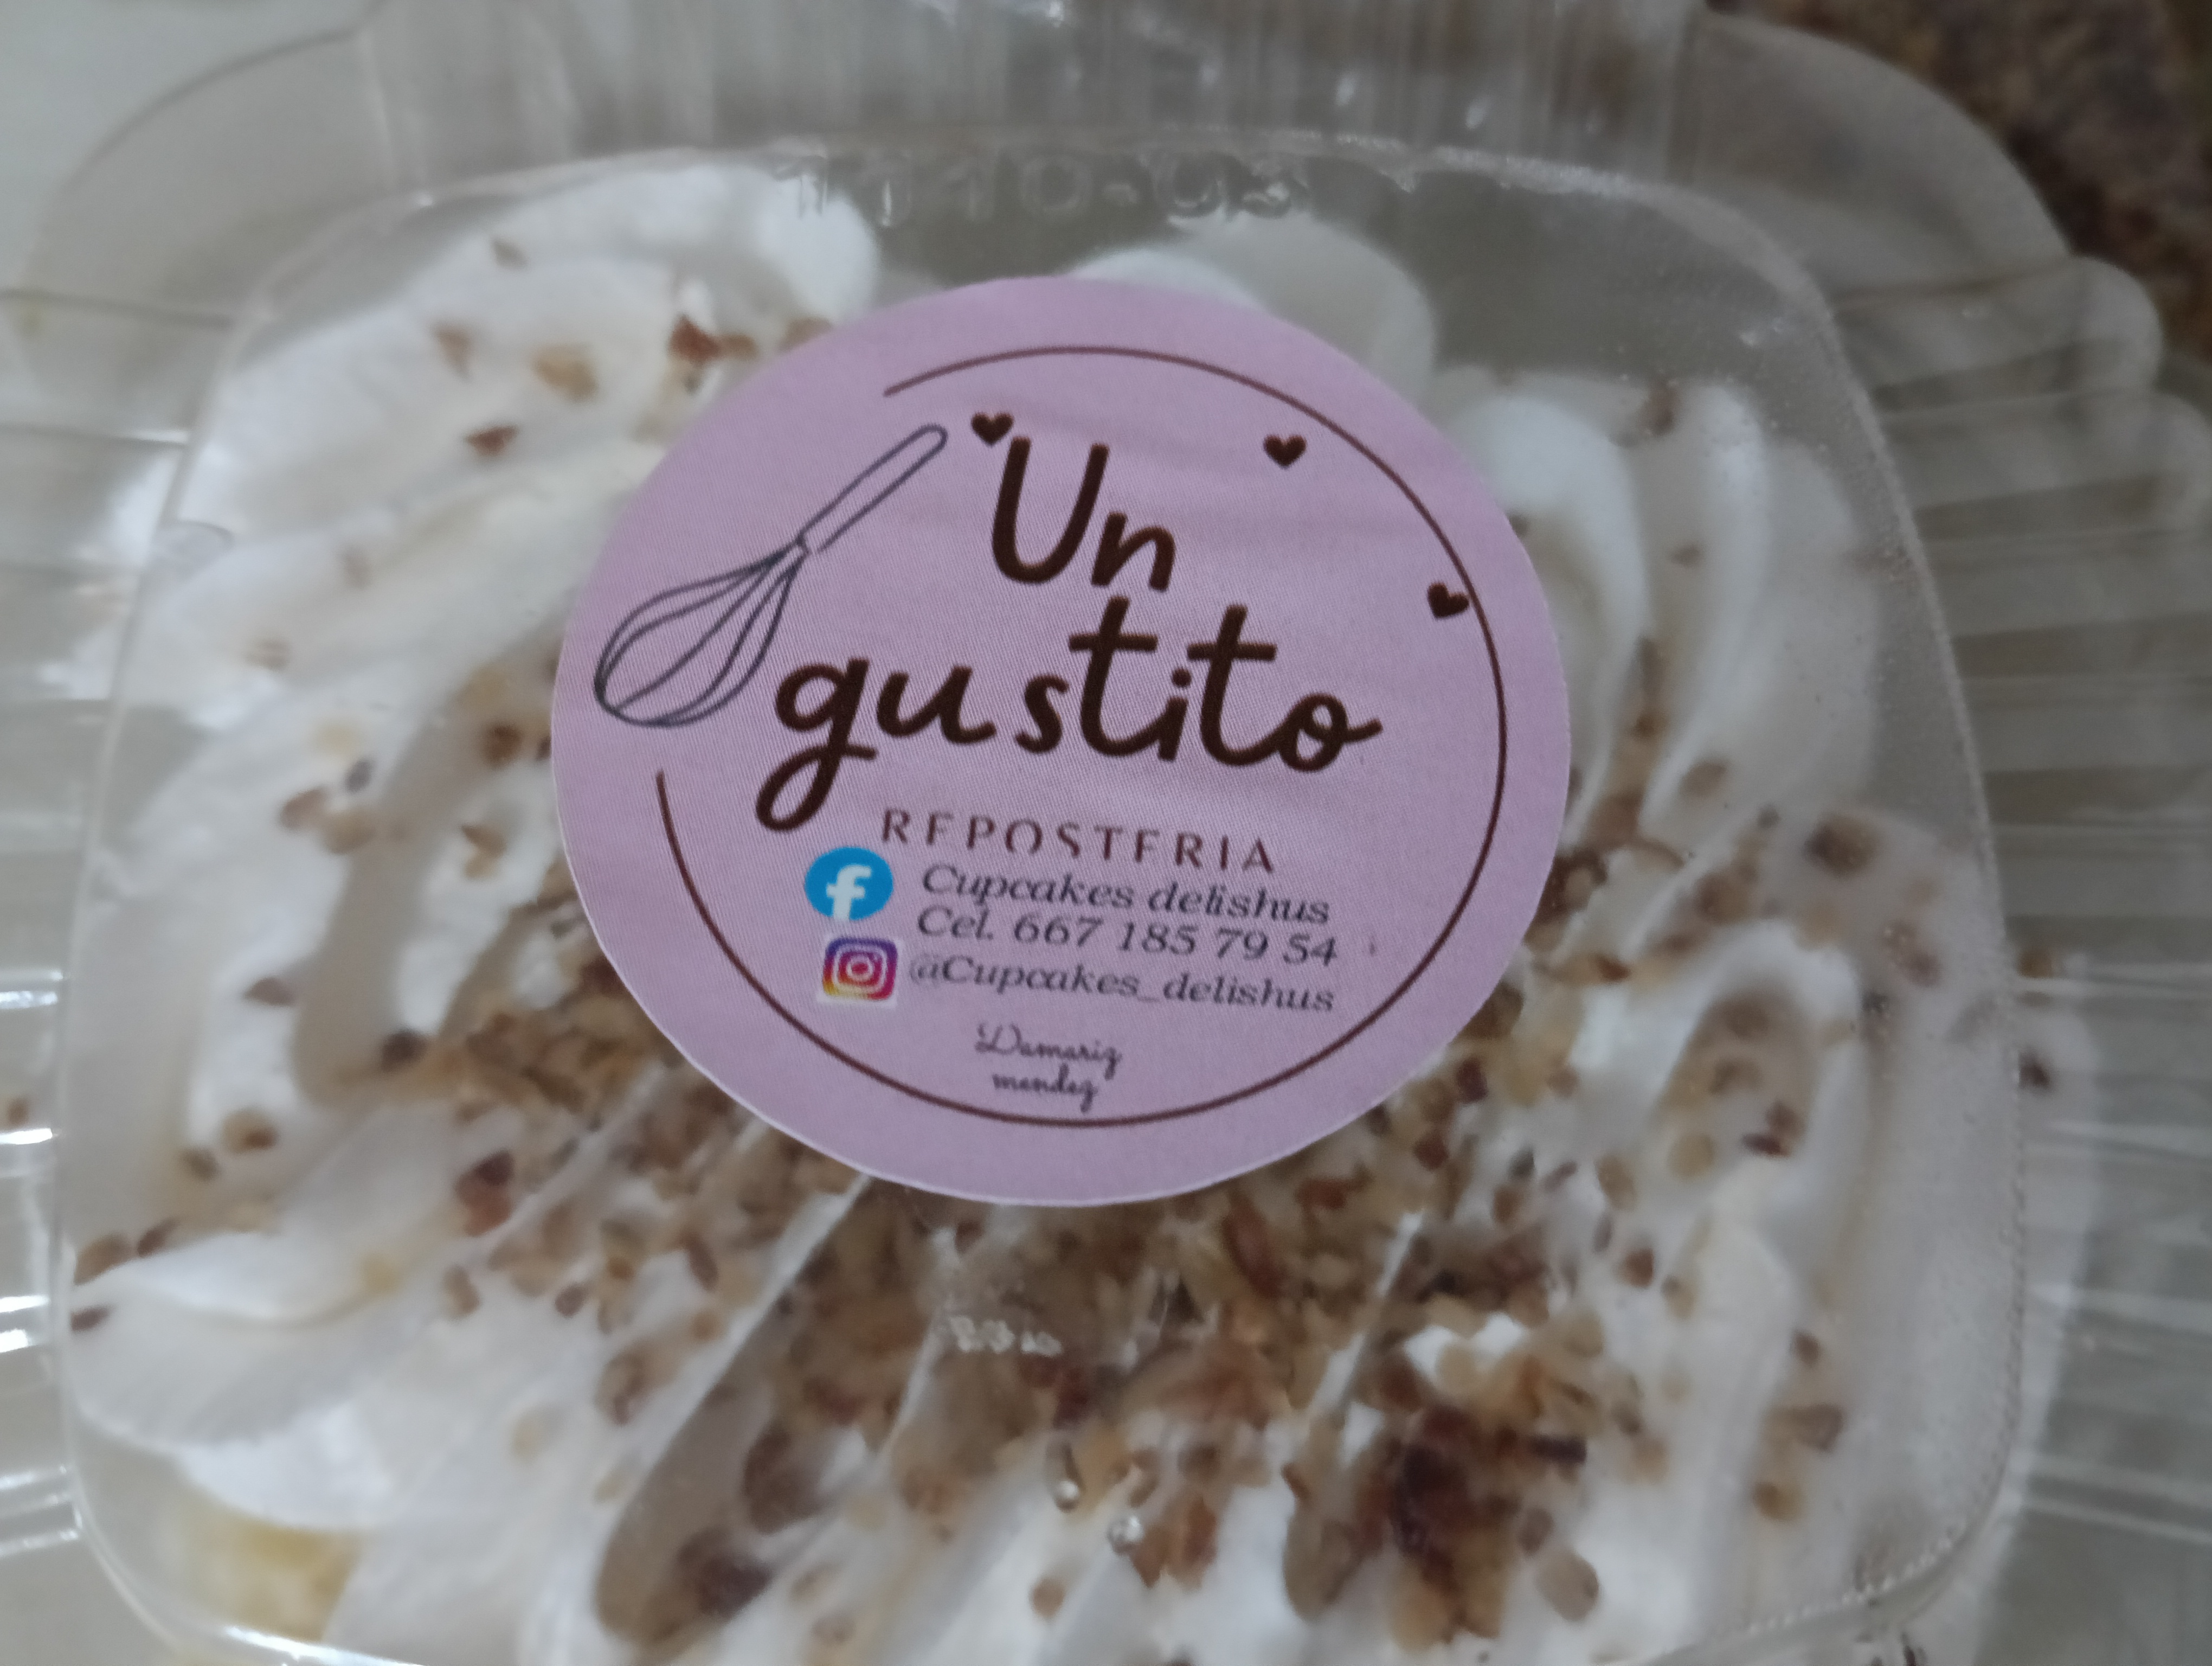 Un
gustito
REPOSTERIA
Cupcakes delishus
Cel. 667 185 79 54
@Cupcakes_delishus
Damariz
mendez